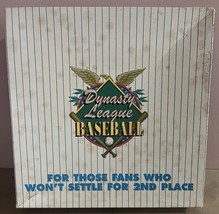 Dynasty
League
BASEBALL
FOR THOSE FANS WHO
WON'T SETTLE FOR 2ND PLACE